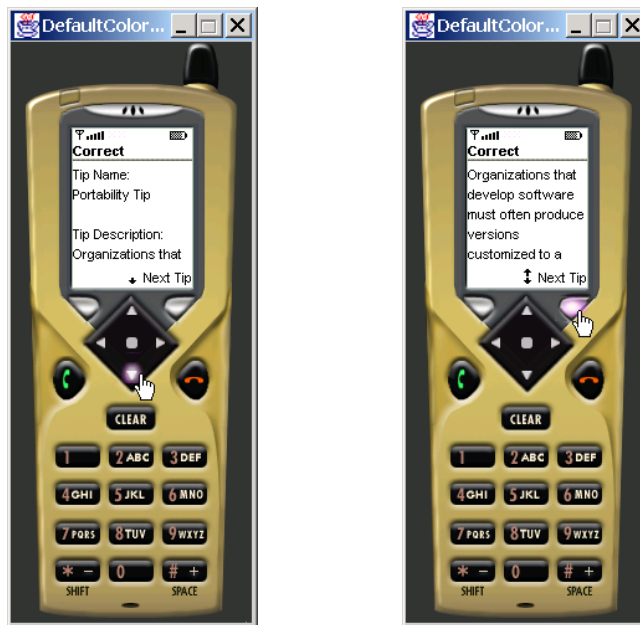 DefaultColor...
Correct
Tip Name:
Portability Tip
Tip Description:
Organizations that
Next Tip
CLEAR
1 2 ABC 3 DEF
4 GHI 5 JKL 6 MNO
7 PQRS 8 TUV 9 WXYZ
* - 0 # +
SHIFT SPACE
DefaultColor...
Correct
Organizations that
develop software
must often produce
versions
customized to a
Next Tip
CLEAR
1 2 ABC 3 DEF
4 GHI 5 JKL 6 MNO
7 PQRS 8 TUV 9 WXYZ
* - 0 # +
SHIFT SPACE